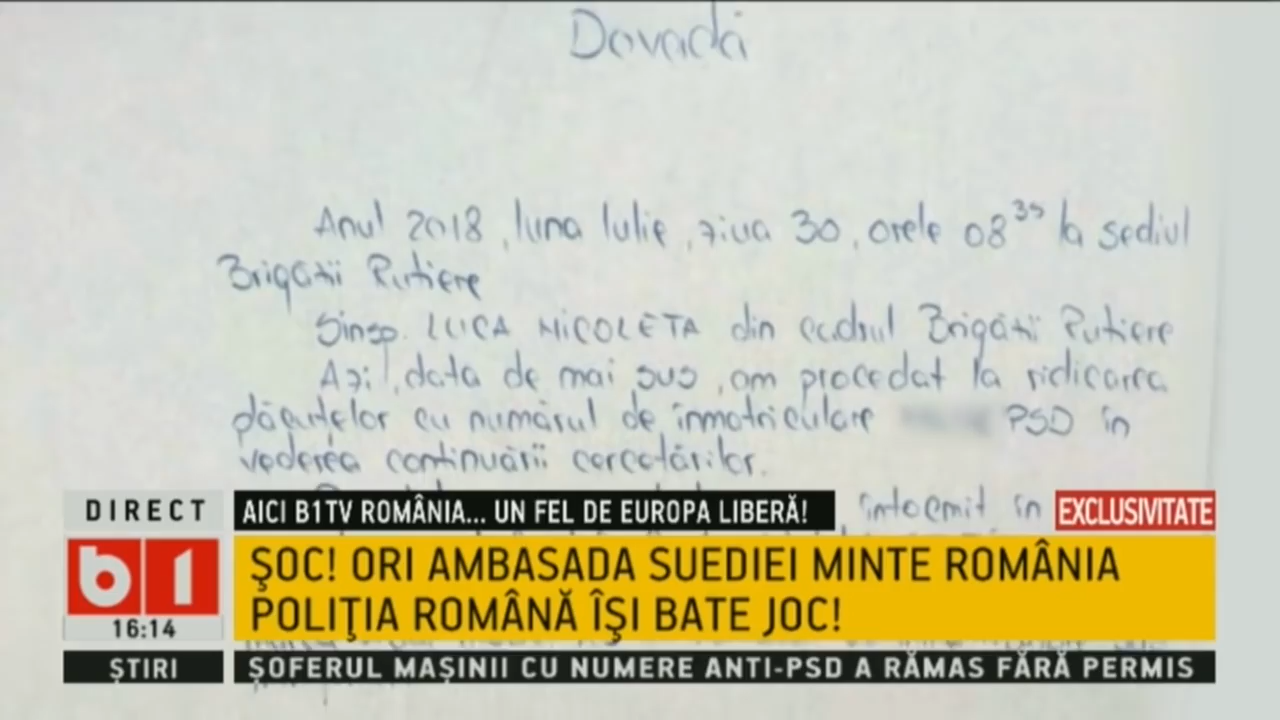 Dovadă
Anul 2018, luna Iulie, ziua 30, orele 08 35 la sediul
Brigăzii Rutiere
Sinsp. LUCA NICOLETA din cadrul Brigăzii Rutiere
Azi, data de mai sus, am procedat la ridicarea
plăcuțelor cu numărul de înmatriculare PSD în
vederea continuării cercetărilor.
întocmit în
DIRECT
AICI B1TV ROMÂNIA... UN FEL DE EUROPA LIBERĂ!
EXCLUSIVITATE
b1
ŞOC! ORI AMBASADA SUEDIEI MINTE ROMÂNIA
POLIŢIA ROMÂNĂ ÎŞI BATE JOC!
16:14
ŞTIRI
ŞOFERUL MAŞINII CU NUMERE ANTI-PSD A RĂMAS FĂRĂ PERMIS